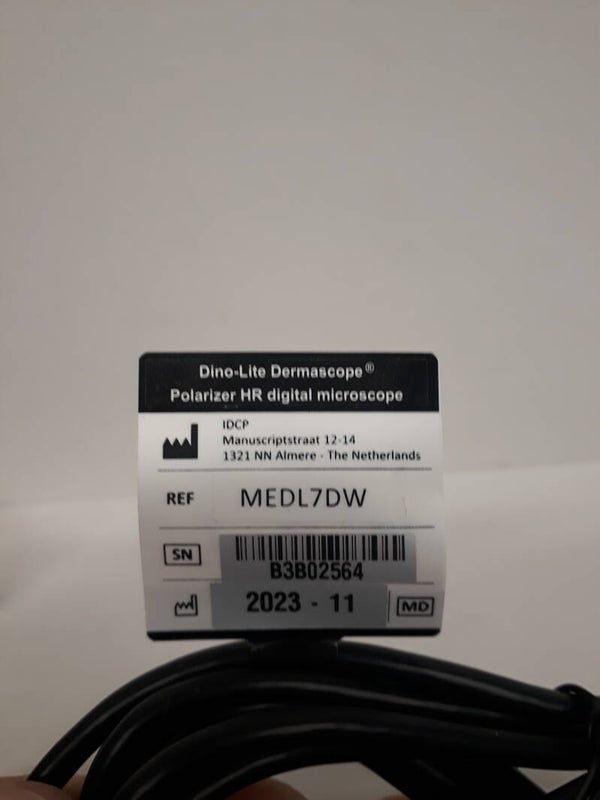 Dino-Lite Dermascope®
Polarizer HR digital microscope
IDCP
Manuscriptstraat 12-14
1321 NN Almere - The Netherlands
REF MEDL7DW
SN
B3B02564
2023 - 11 MD